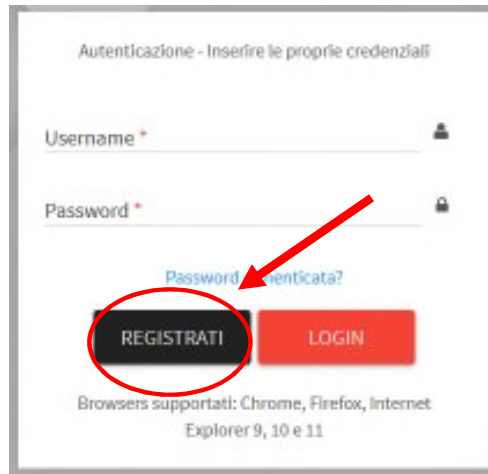 Autenticazione - Inserire le proprie credenziali
Username *
Password *
Password dimenticata?
REGISTRATI LOGIN
Browsers supportati: Chrome, Firefox, Internet
Explorer 9, 10 e 11